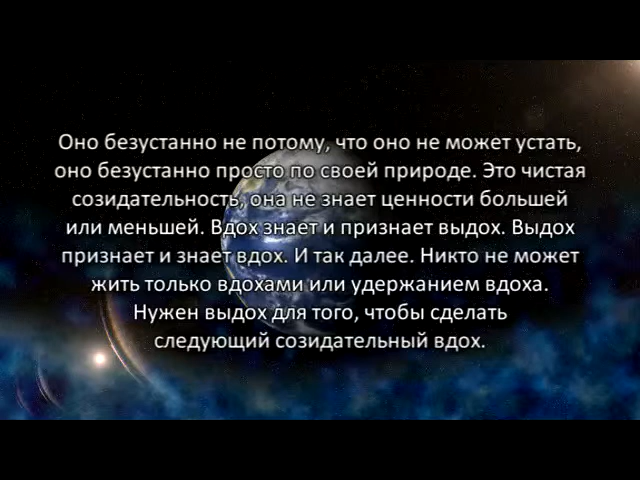 Оно безустанно не потому, что оно не может устать,
оно безустанно просто по своей природе. Это чистая
созидательность, она не знает ценности большей
или меньшей. Вдох знает и признает выдох. Выдох
признает и знает вдох. И так далее. Никто не может
жить только вдохами или удержанием вдоха.
Нужен выдох для того, чтобы сделать
следующий созидательный вдох.